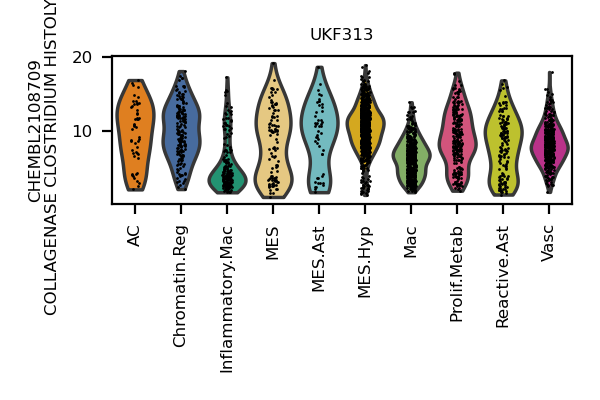 UKF313
CHEMBL2108709
COLLAGENASE CLOSTRIDIUM HISTOLY
20
10
AC
Chromatin.Reg
Inflammatory.Mac
MES
MES.Ast
MES.Hyp
Mac
Prolif.Metab
Reactive.Ast
Vasc